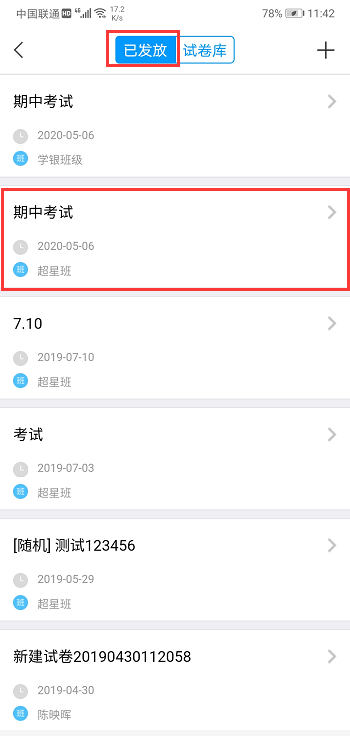 中国联通 HD 46 17.2 K/s 78% 11:42
已发放 试卷库
期中考试
2020-05-06
班 学银班级
期中考试
2020-05-06
班 超星班
7.10
2019-07-10
班 超星班
考试
2019-07-03
班 超星班
[随机] 测试123456
2019-05-29
班 超星班
新建试卷20190430112058
2019-04-30
班 陈映晖